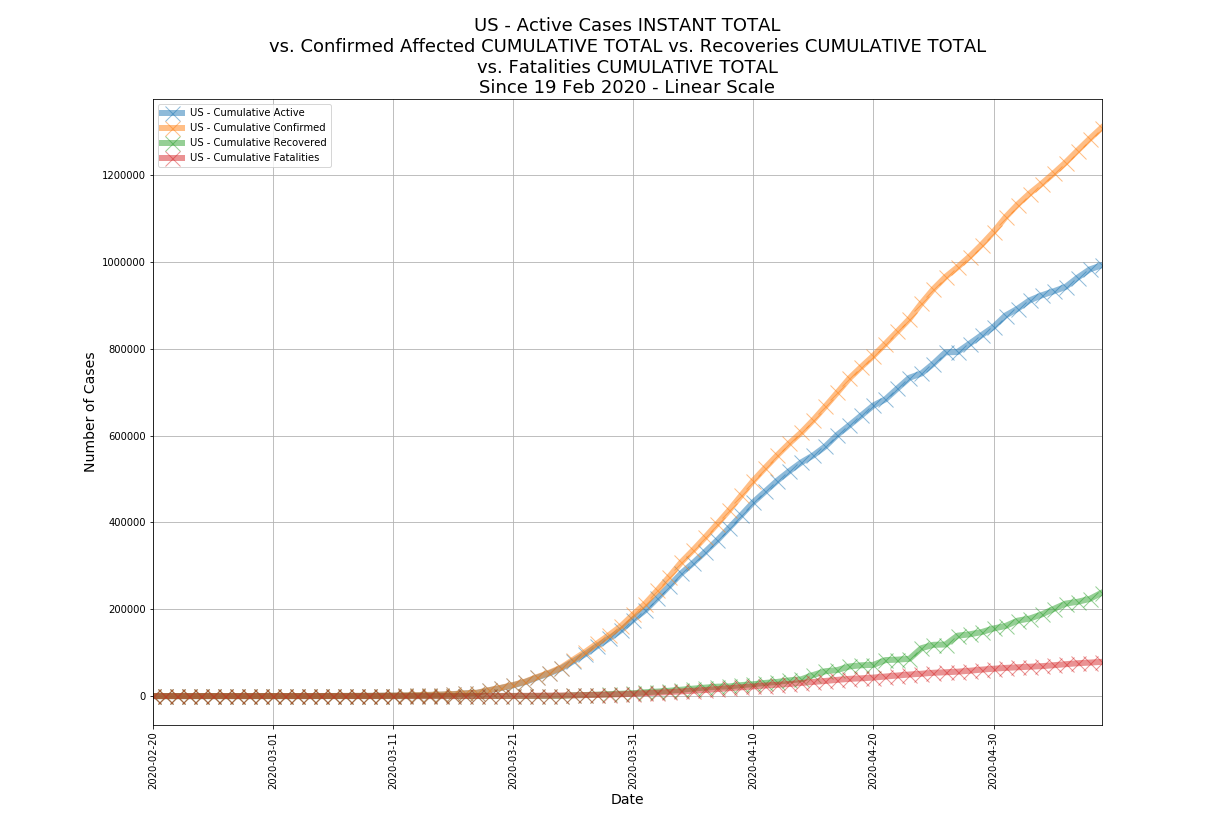 US - Active Cases INSTANT TOTAL
vs. Confirmed Affected CUMULATIVE TOTAL vs. Recoveries CUMULATIVE TOTAL
vs. Fatalities CUMULATIVE TOTAL
Since 19 Feb 2020 - Linear Scale
US - Cumulative Active
US - Cumulative Confirmed
US - Cumulative Recovered
US - Cumulative Fatalities
Number of Cases
1200000
1000000
800000
600000
400000
200000
0
2020-02-20
2020-03-01
2020-03-11
2020-03-21
2020-03-31
2020-04-10
2020-04-20
2020-04-30
Date